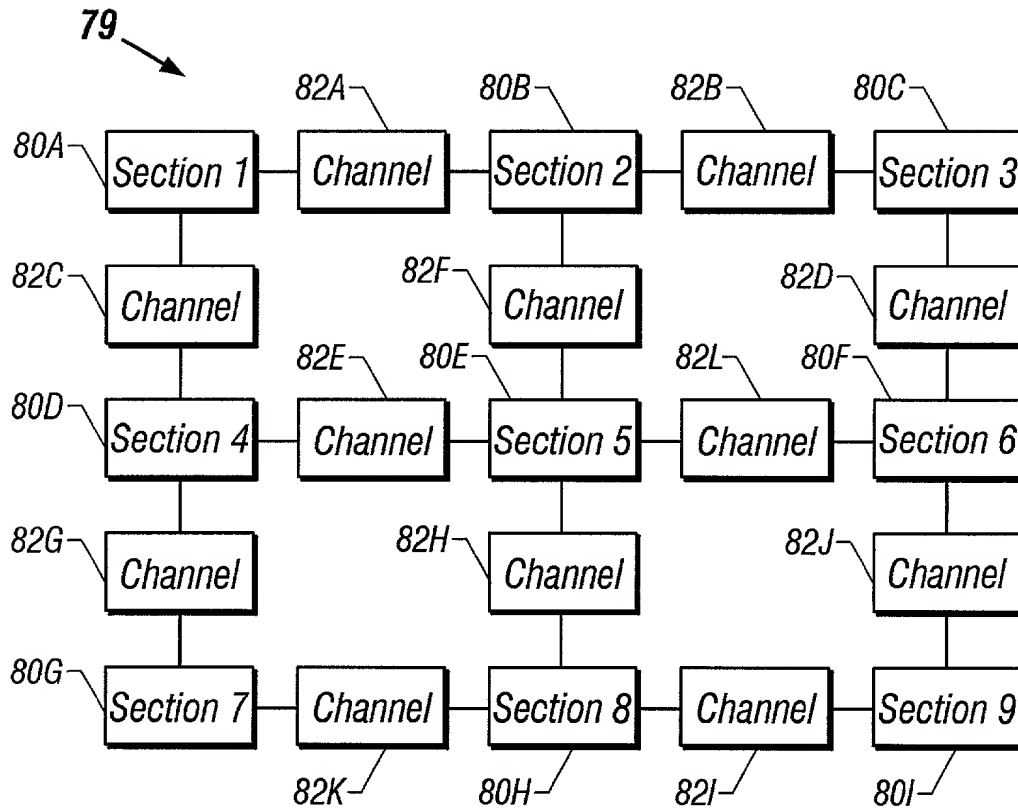 79
82A 80B 82B 80C
80A
Section 1 Channel Section 2 Channel Section 3
82C 82F 82D
Channel Channel Channel
82E 80E 82L 80F
80D
Section 4 Channel Section 5 Channel Section 6
82G 82H 82J
Channel Channel Channel
80G
Section 7 Channel Section 8 Channel Section 9
82K 80H 82I 80I